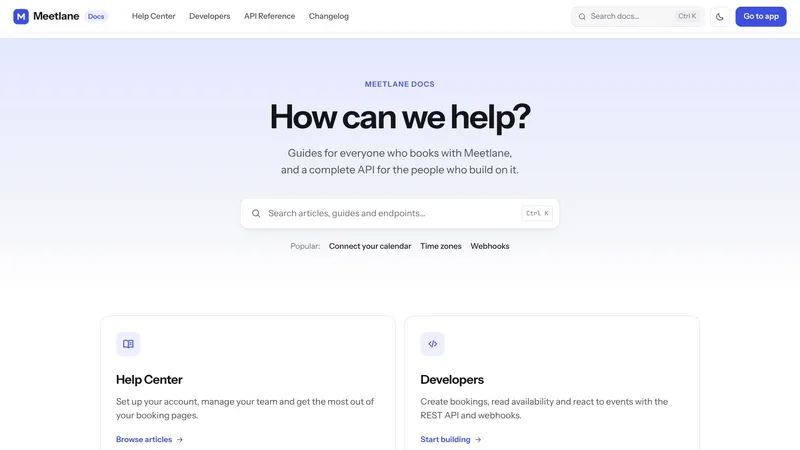 M Meetlane Docs Help Center Developers API Reference Changelog Search docs... Ctrl K Go to app
MEETLANE DOCS
How can we help?
Guides for everyone who books with Meetlane,
and a complete API for the people who build on it.
Search articles, guides and endpoints... Ctrl K
Popular: Connect your calendar Time zones Webhooks
Help Center
Set up your account, manage your team and get the most out of
your booking pages.
Browse articles →
Developers
Create bookings, read availability and react to events with the
REST API and webhooks.
Start building →